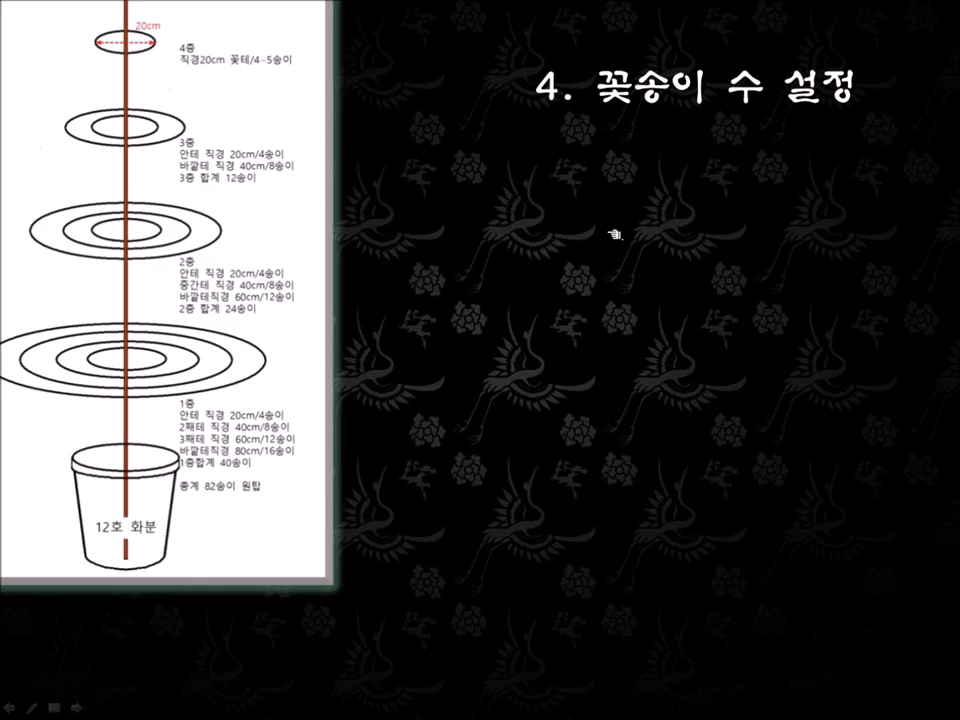 4. 꽃송이 수 설정
20cm
4층
직경20cm 꽃테/4~5송이
3층
안테 직경 20cm/4송이
바깥테 직경 40cm/8송이
3층 합계 12송이
2층
안테 직경 20cm/4송이
중간테 직경 40cm/8송이
바깥테직경 60cm/12송이
2층 합계 24송이
1층
안테 직경 20cm/4송이
2째테 직경 40cm/8송이
3째테 직경 60cm/12송이
바깥테직경 80cm/16송이
1층합계 40송이
총계 82송이 원탑
12호 화분